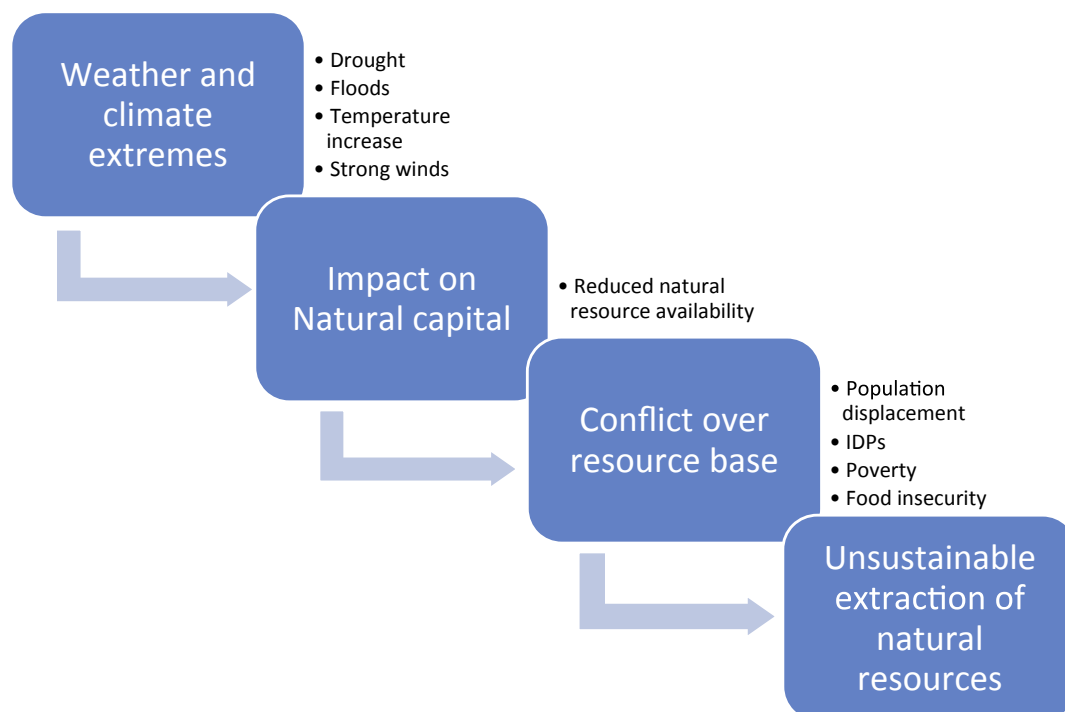 Weather and
climate
extremes
• Drought
• Floods
• Temperature
increase
• Strong winds
Impact on
Natural capital
• Reduced natural
resource availability
Conflict over
resource base
• Population
displacement
• IDPs
• Poverty
• Food insecurity
Unsustainable
extraction of
natural
resources